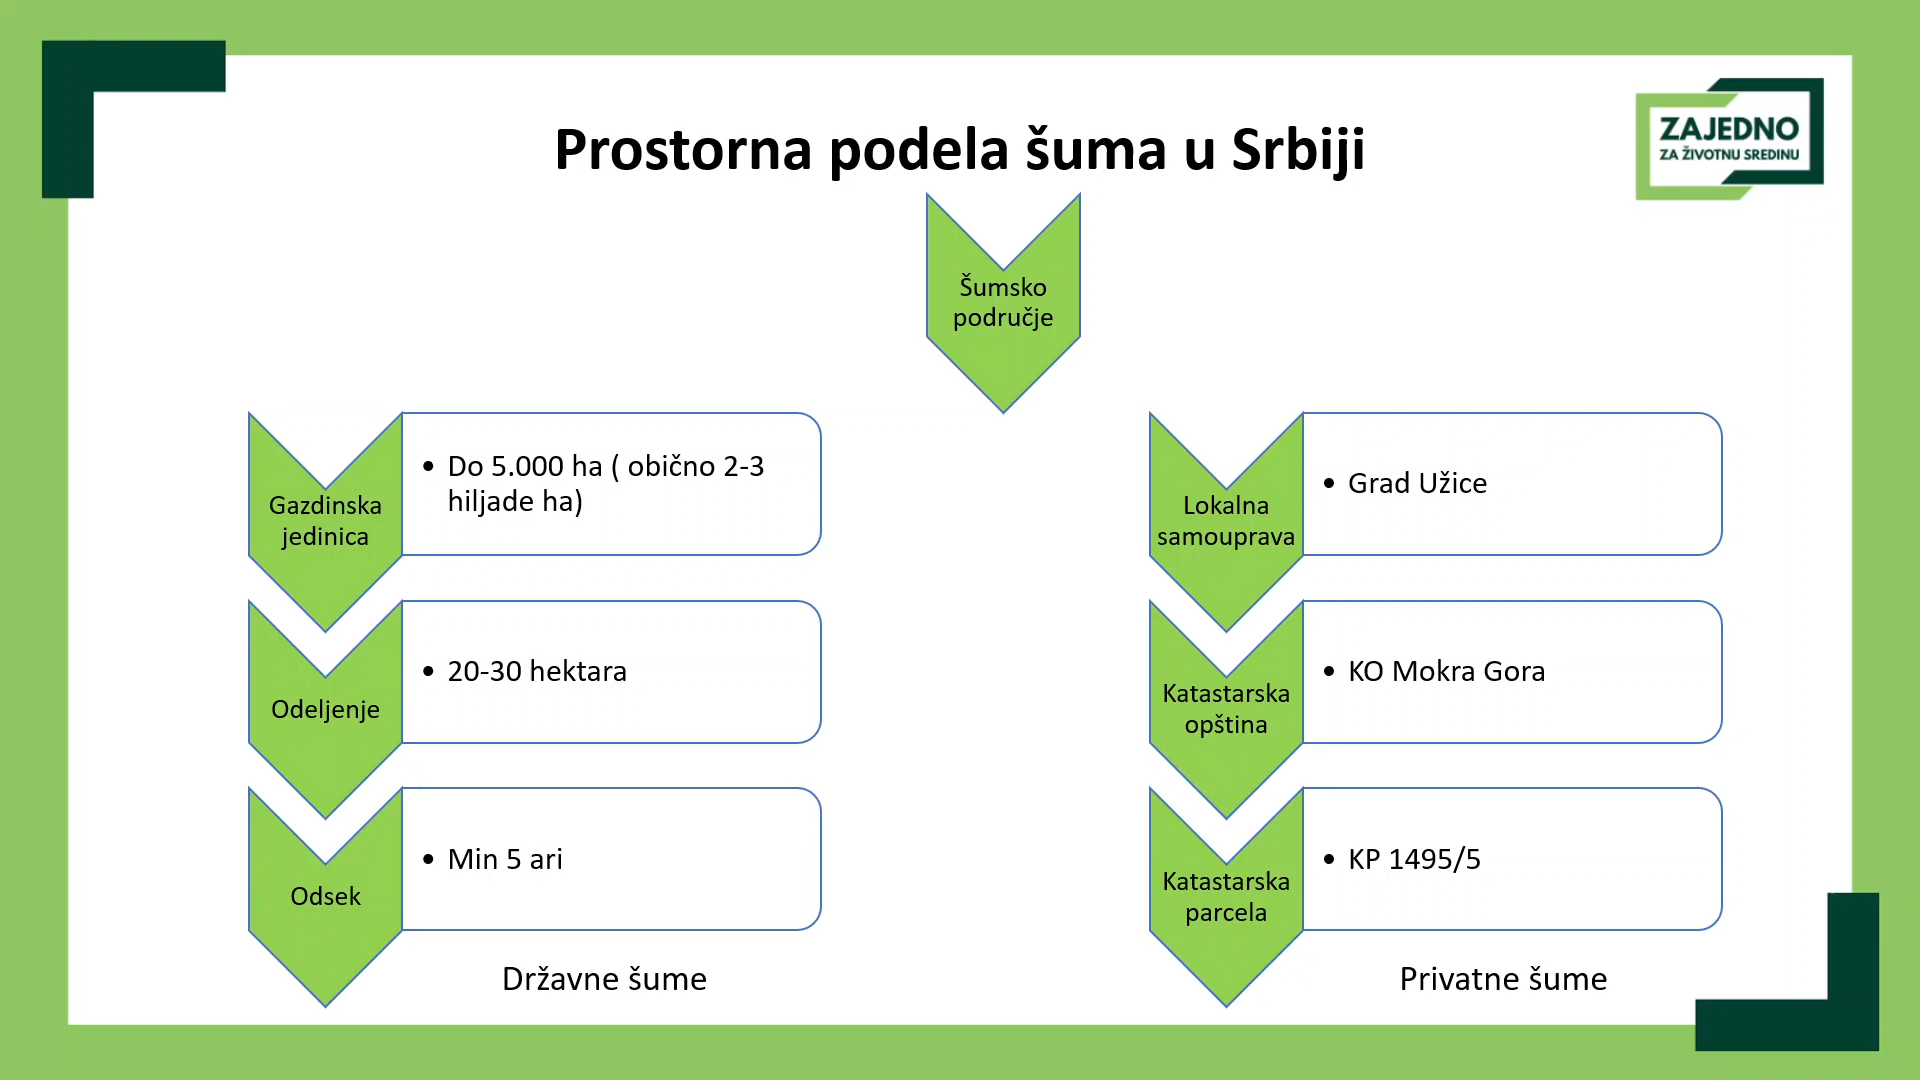 Prostorna podela šuma u Srbiji
ZAJEDNO
ZA ŽIVOTNU SREDINU
Šumsko
područje
Gazdinska
jedinica
• Do 5.000 ha ( obično 2-3
hiljade ha)
Odeljenje
• 20-30 hektara
Odsek
• Min 5 ari
Državne šume
Lokalna
samouprava
• Grad Užice
Katastarska
opština
• KO Mokra Gora
Katastarska
parcela
• KP 1495/5
Privatne šume